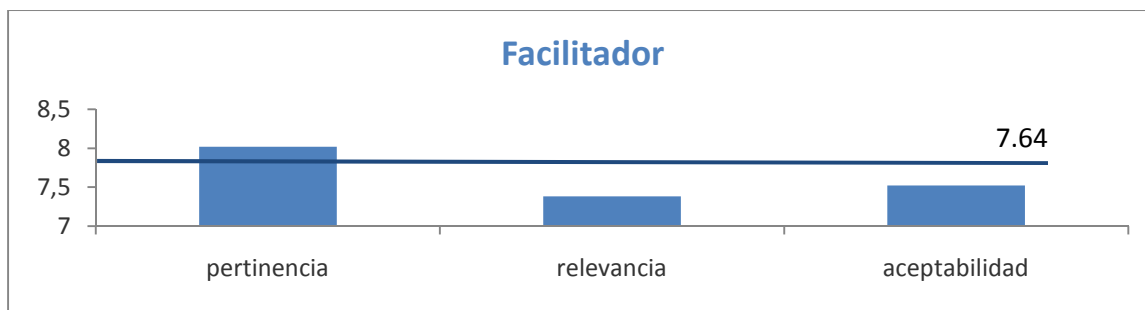 Facilitador
8,5
8
7.64
7,5
7
pertinencia
relevancia
aceptabilidad